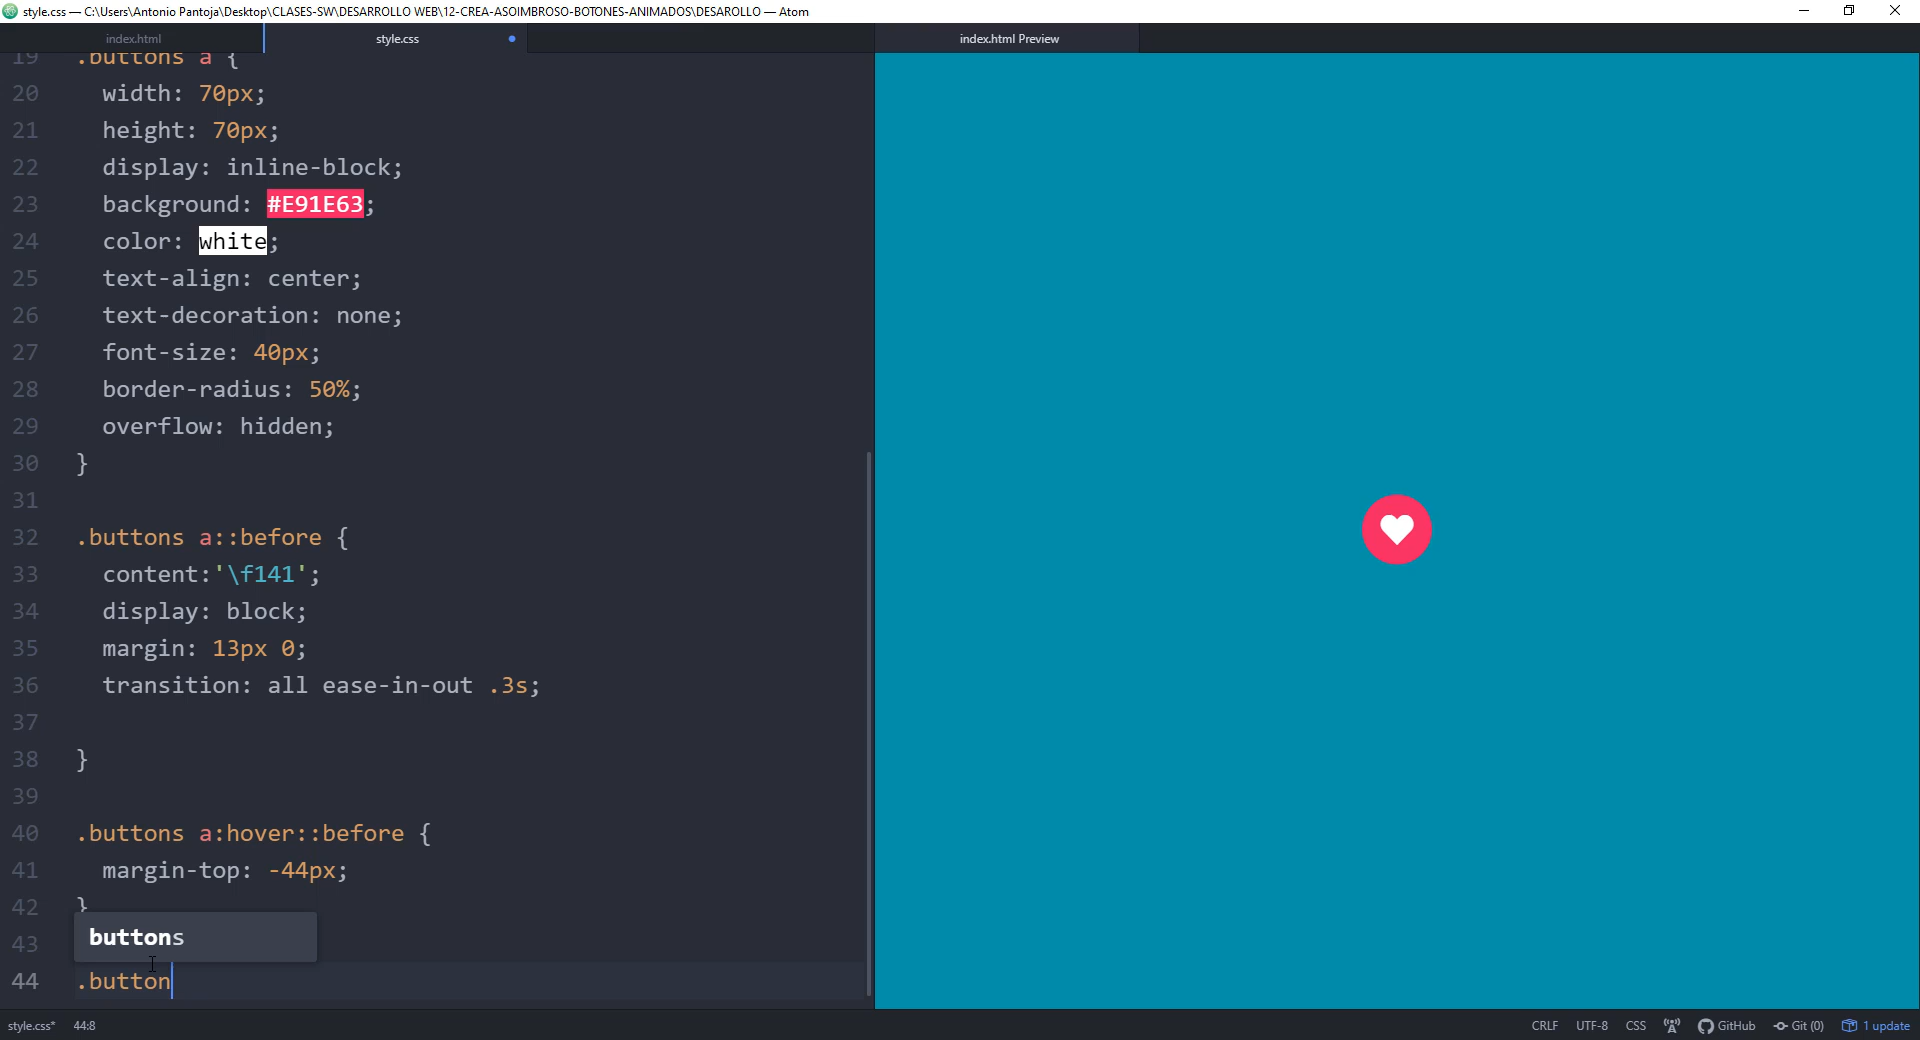 style.css — C:\Users\Antonio Pantoja\Desktop\CLASES-SW\DESARROLLO WEB\12-CREA-ASOIMBROSO-BOTONES-ANIMADOS\DESAROLLO — Atom
index.html style.css index.html Preview
19 .buttons a {
20 width: 70px;
21 height: 70px;
22 display: inline-block;
23 background: #E91E63;
24 color: white;
25 text-align: center;
26 text-decoration: none;
27 font-size: 40px;
28 border-radius: 50%;
29 overflow: hidden;
30 }
31
32 .buttons a::before {
33 content:'\f141';
34 display: block;
35 margin: 13px 0;
36 transition: all ease-in-out .3s;
37
38 }
39
40 .buttons a:hover::before {
41 margin-top: -44px;
42 }
buttons
43
44 .button
style.css* 44:8 CRLF UTF-8 CSS GitHub Git (0) 1 update